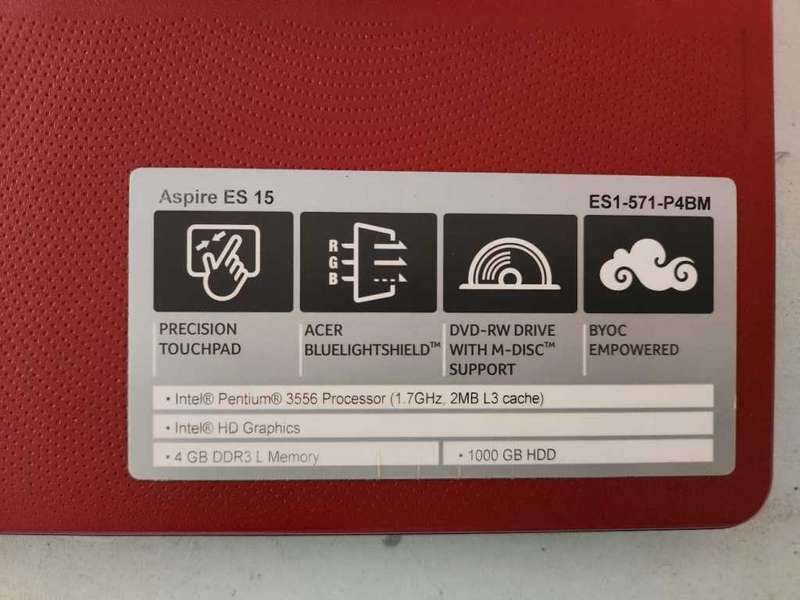 Aspire ES 15
ES1-571-P4BM
R
G
B
PRECISION
TOUCHPAD
ACER
BLUELIGHTSHIELD™
DVD-RW DRIVE
WITH M-DISC™
SUPPORT
BYOC
EMPOWERED
• Intel® Pentium® 3556 Processor (1.7GHz, 2MB L3 cache)
• Intel® HD Graphics
• 4 GB DDR3 L Memory
• 1000 GB HDD